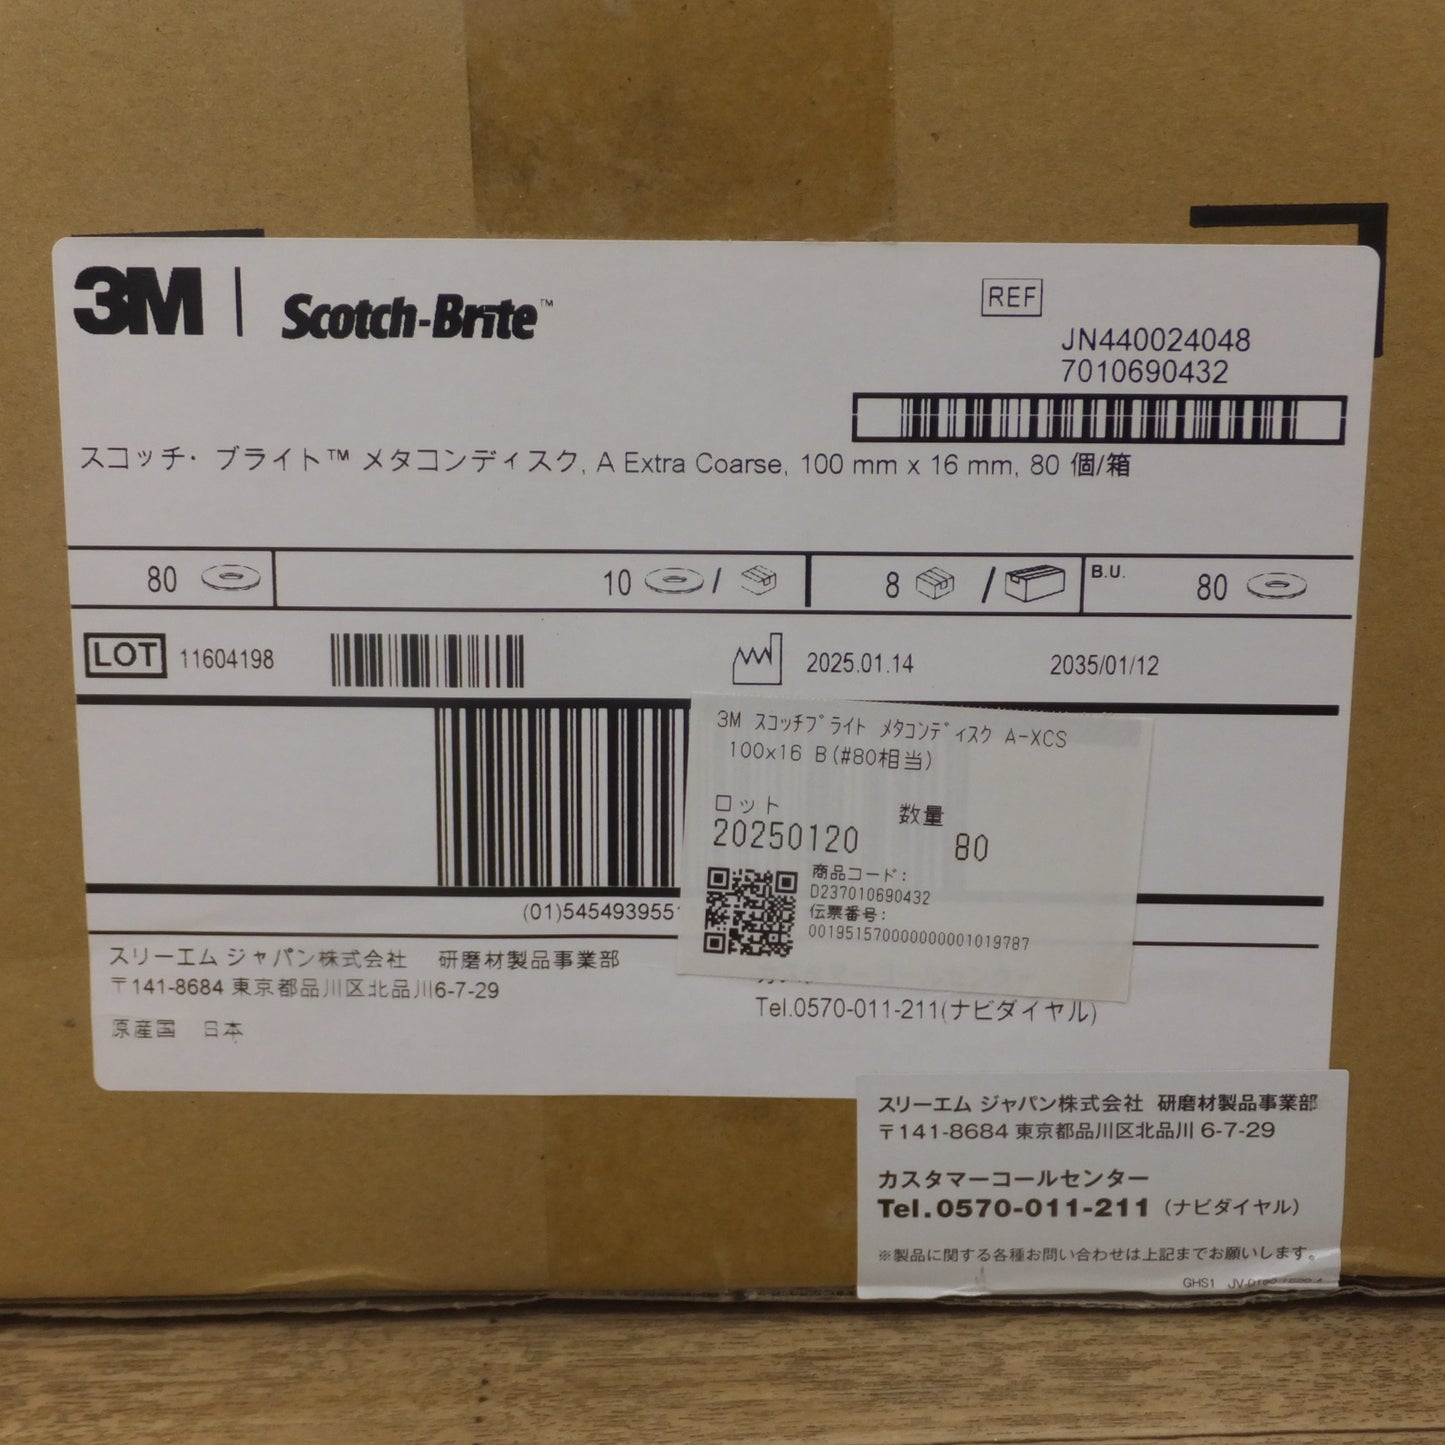 3M | Scotch-Brite™
REF
JN440024048
7010690432
スコッチ・ブライト™ メタコンディスク, A Extra Coarse, 100 mm x 16 mm, 80 個/箱
80
10 /
8 /
B.U. 80
LOT 11604198
2025.01.14
2035/01/12
3M スコッチブライト メタコンディスク A-XCS
100x16 B(#80相当)
ロット 数量
20250120 80
商品コード:
D237010690432
伝票番号:
(01)545493955
スリーエム ジャパン株式会社 研磨材製品事業部
〒141-8684 東京都品川区北品川6-7-29
Tel.0570-011-211(ナビダイヤル)
原産国 日本
スリーエム ジャパン株式会社 研磨材製品事業部
〒141-8684 東京都品川区北品川 6-7-29
カスタマーコールセンター
Tel.0570-011-211 (ナビダイヤル)
※製品に関する各種お問い合わせは上記までお願いします。
GHS1